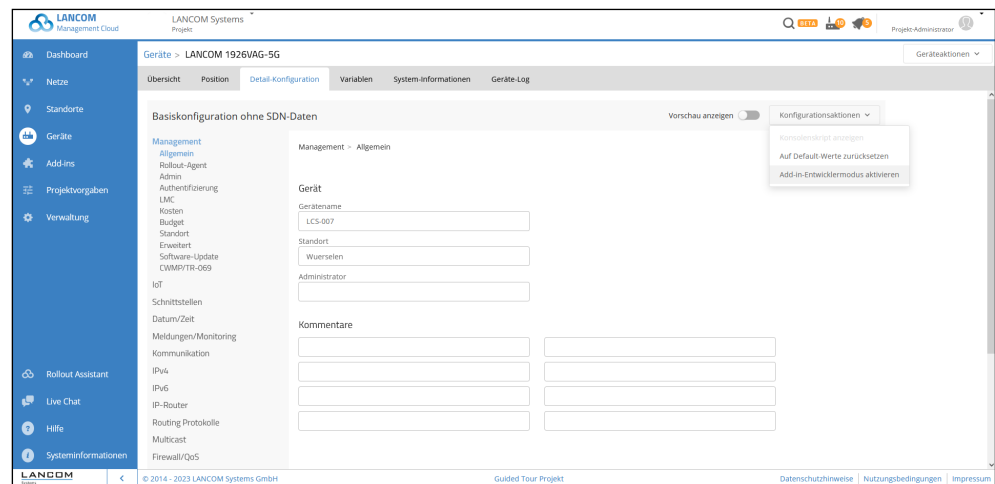 LANCOM
Management Cloud
LANCOM Systems
Projekt
BETA
Projekt-Administrator
Dashboard
Netze
Standorte
Geräte
Add-ins
Projektvorgaben
Verwaltung
Rollout Assistant
Live Chat
Hilfe
Systeminformationen
LANCOM
Systems
Geräte > LANCOM 1926VAG-5G
Geräteaktionen
Übersicht Position Detail-Konfiguration Variablen System-Informationen Geräte-Log
Basiskonfiguration ohne SDN-Daten
Vorschau anzeigen
Konfigurationsaktionen
Konsolenskript anzeigen
Auf Default-Werte zurücksetzen
Add-in-Entwicklermodus aktivieren
Management
Allgemein
Rollout-Agent
Admin
Authentifizierung
LMC
Kosten
Budget
Standort
Erweitert
Software-Update
CWMP/TR-069
IoT
Schnittstellen
Datum/Zeit
Meldungen/Monitoring
Kommunikation
IPv4
IPv6
IP-Router
Routing Protokolle
Multicast
Firewall/QoS
Management > Allgemein
Gerät
Gerätename
LCS-007
Standort
Wuerselen
Administrator
Kommentare
© 2014 - 2023 LANCOM Systems GmbH
Guided Tour Projekt
Datenschutzhinweise | Nutzungsbedingungen | Impressum